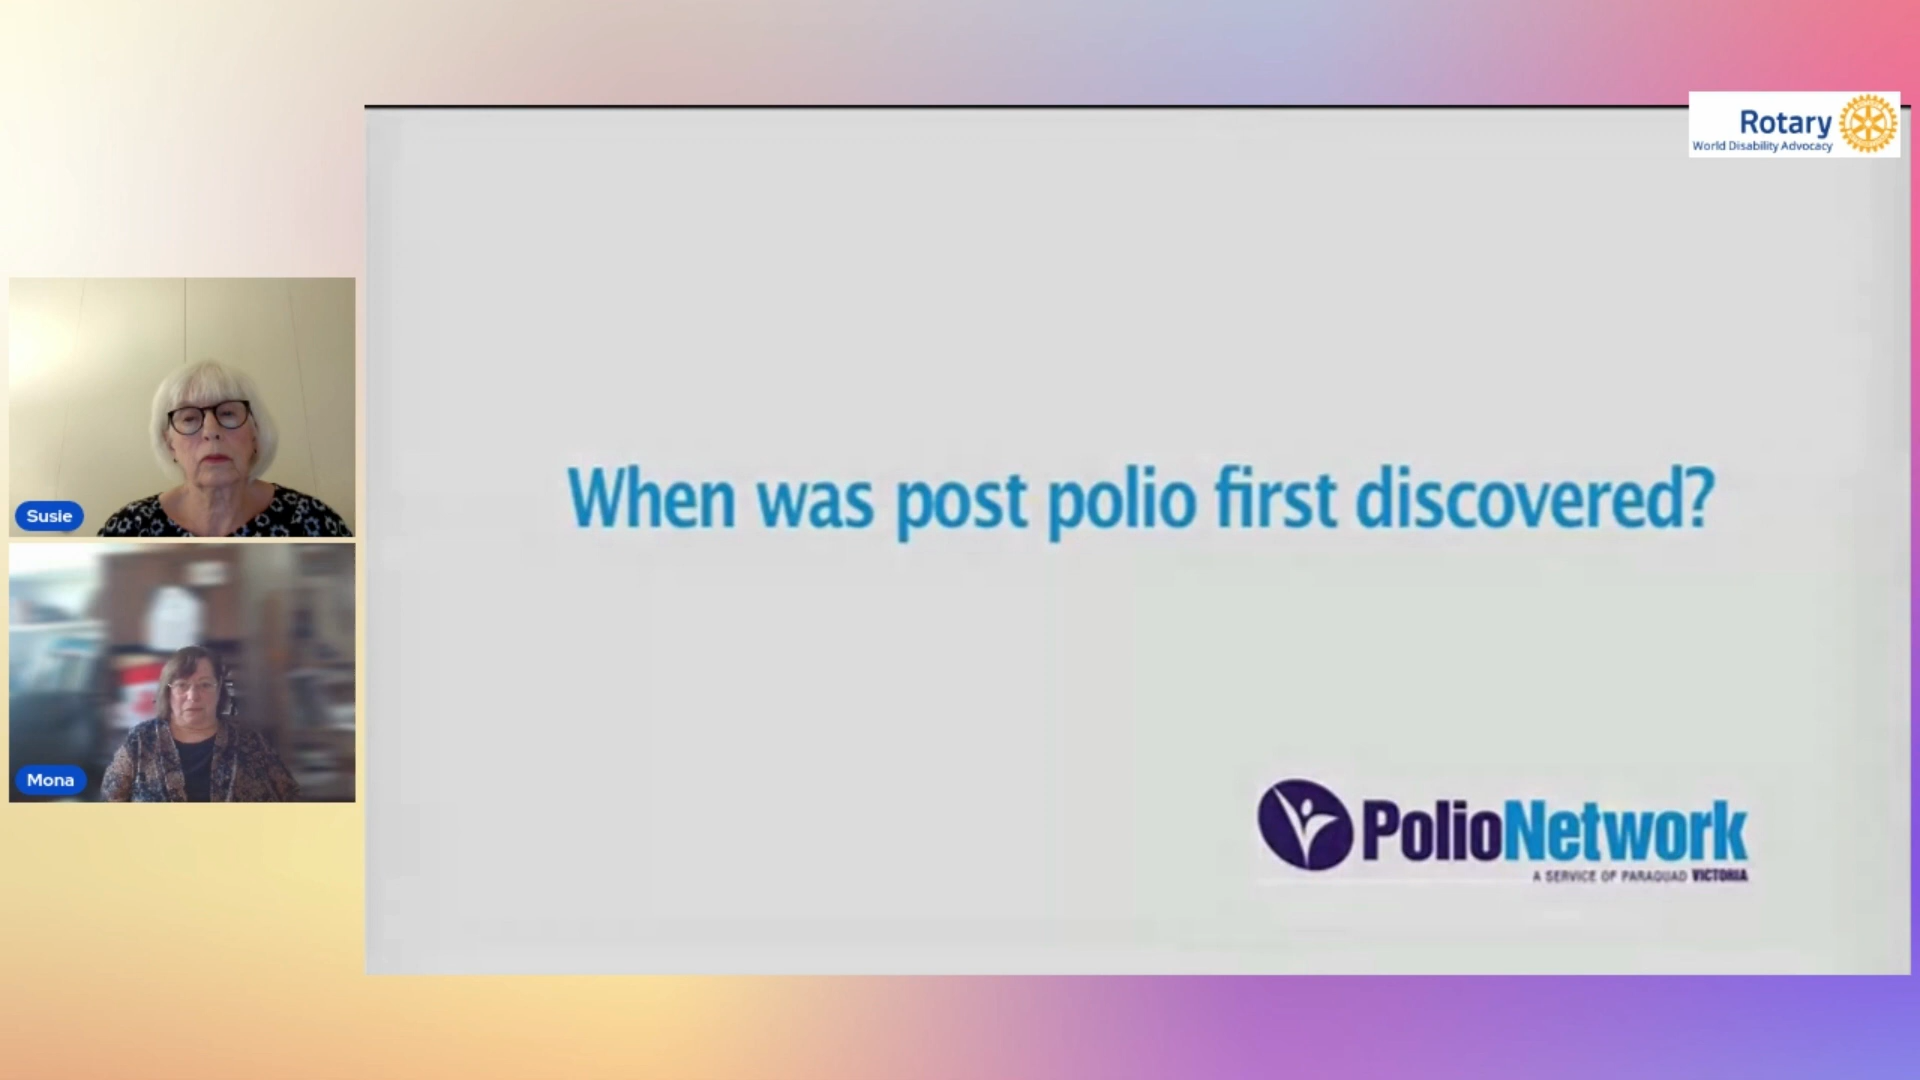 Rotary
World Disability Advocacy
When was post polio first discovered?
Susie
Mona
PolioNetwork
A SERVICE OF PARAQUAD VICTORIA